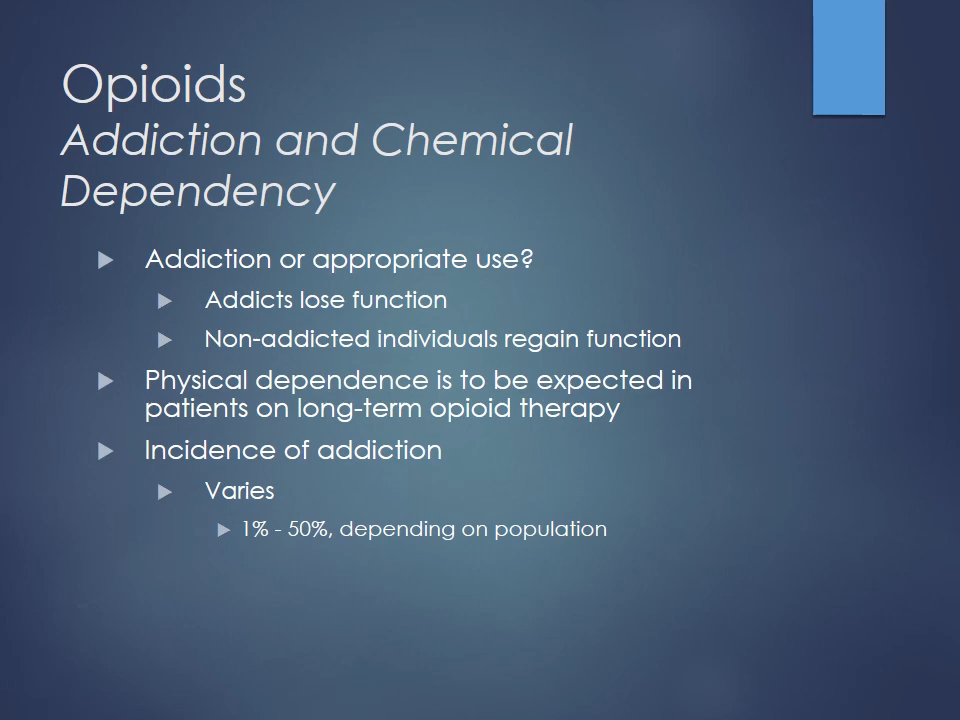 Opioids
Addiction and Chemical
Dependency
Addiction or appropriate use?
Addicts lose function
Non-addicted individuals regain function
Physical dependence is to be expected in
patients on long-term opioid therapy
Incidence of addiction
Varies
1% - 50%, depending on population